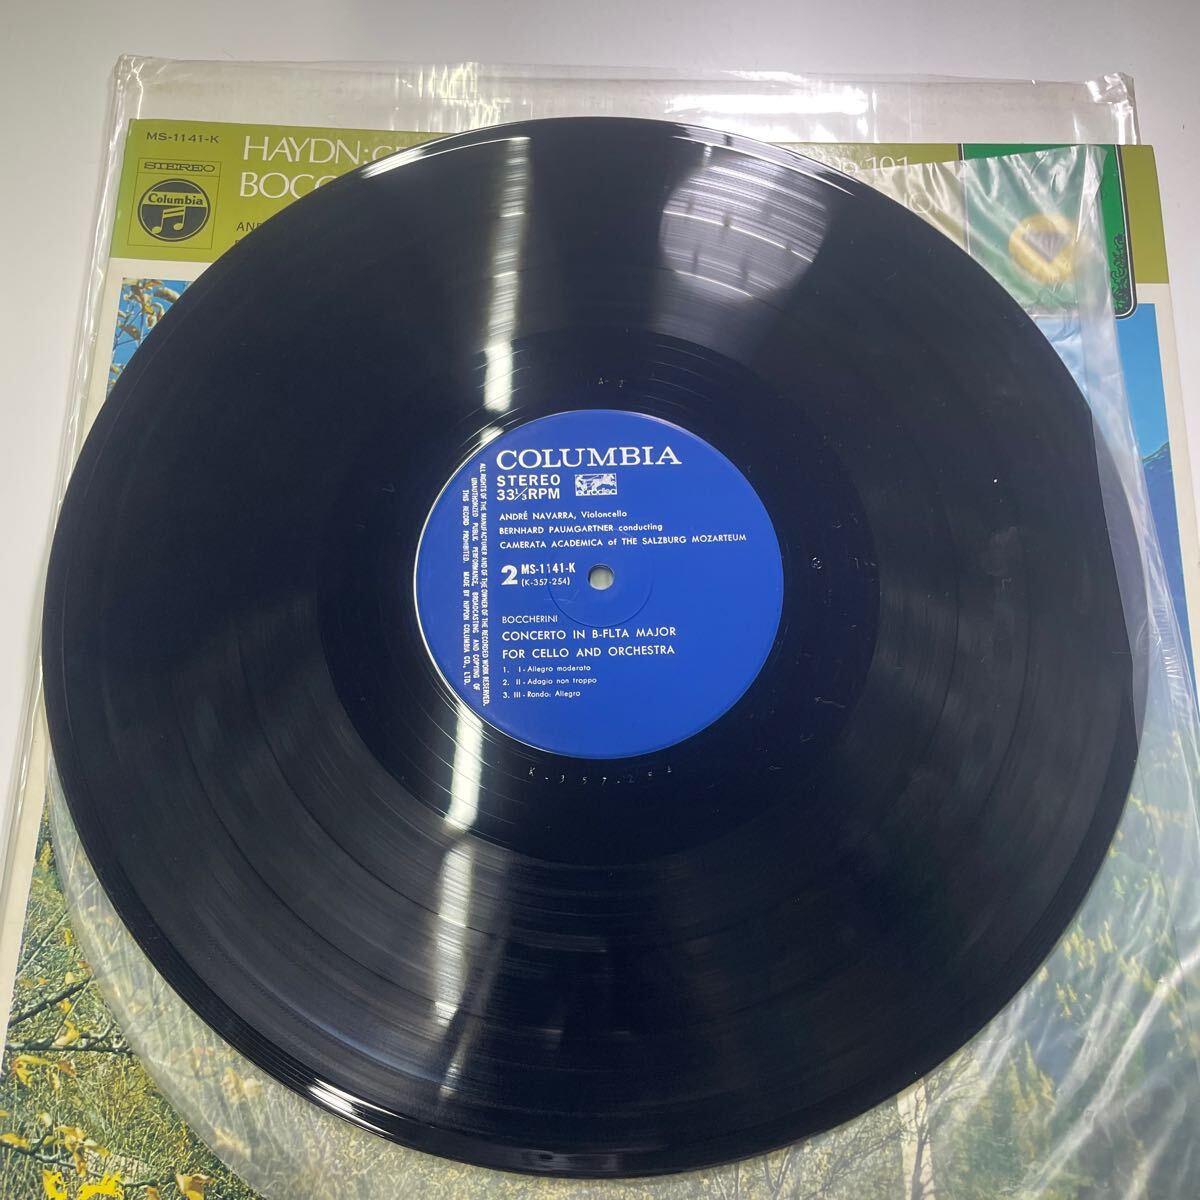 MS-1141-K
STEREO
Columbia
HAYDN:
101
COLUMBIA
STEREO
33⅓RPM
eurodisc
ANDRÉ NAVARRA, Violoncello
BERNHARD PAUMGARTNER conducting
CAMERATA ACADEMICA of THE SALZBURG MOZARTEUM
2 MS-1141-K
(K-357-254)
BOCCHERINI
CONCERTO IN B-FLTA MAJOR
FOR CELLO AND ORCHESTRA
1. I - Allegro moderato
2. II - Adagio non troppo
3. III - Rondo: Allegro
ALL RIGHTS OF THE MANUFACTURER AND OF THE OWNER OF THE RECORDED WORK RESERVED.
UNAUTHORIZED PUBLIC PERFORMANCE, BROADCASTING AND COPYING OF
THIS RECORD PROHIBITED. MADE BY NIPPON COLUMBIA CO., LTD.